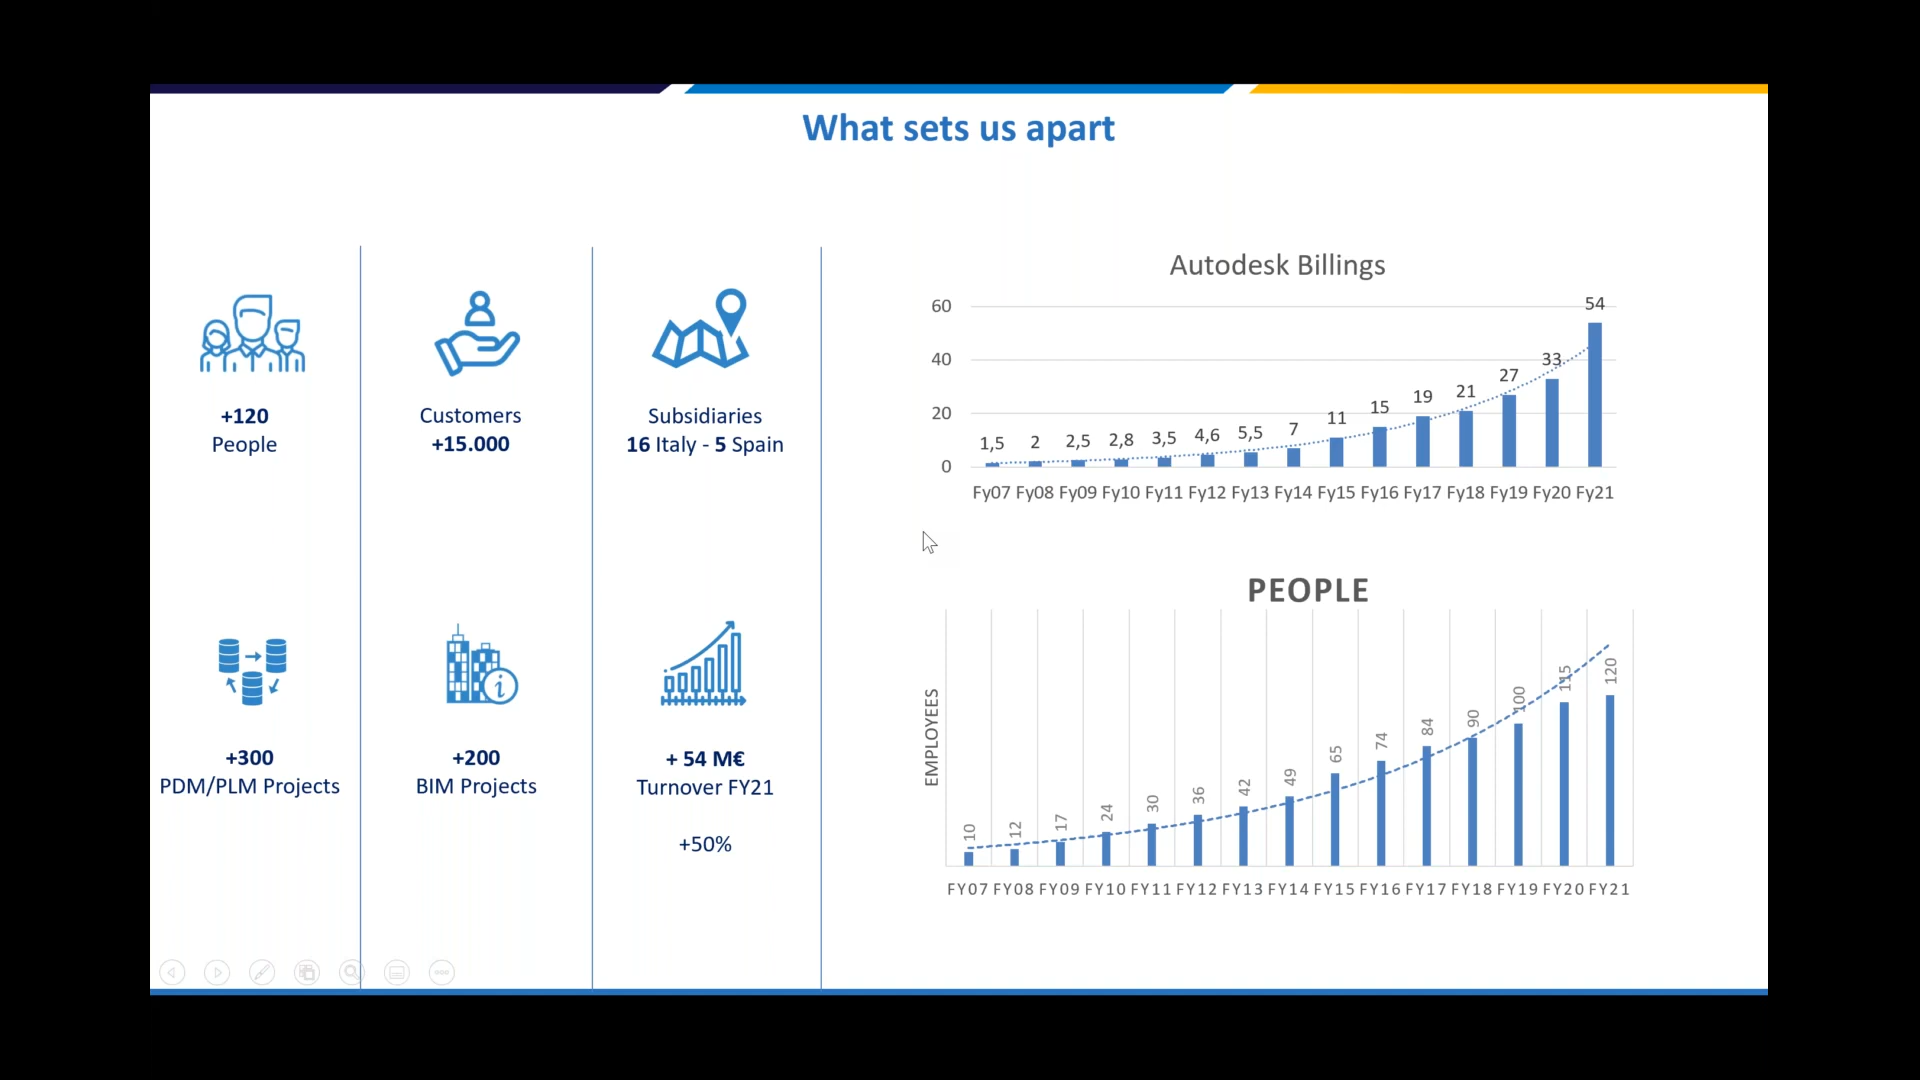 What sets us apart
+120
People
Customers
+15.000
Subsidiaries
16 Italy - 5 Spain
+300
PDM/PLM Projects
+200
BIM Projects
+ 54 M€
Turnover FY21
+50%
Autodesk Billings
60
40
20
0
1,5 2 2,5 2,8 3,5 4,6 5,5 7 11 15 19 21 27 33 54
Fy07 Fy08 Fy09 Fy10 Fy11 Fy12 Fy13 Fy14 Fy15 Fy16 Fy17 Fy18 Fy19 Fy20 Fy21
PEOPLE
EMPLOYEES
10 12 17 24 30 36 42 49 65 74 84 90 100 115 120
FY07 FY08 FY09 FY10 FY11 FY12 FY13 FY14 FY15 FY16 FY17 FY18 FY19 FY20 FY21